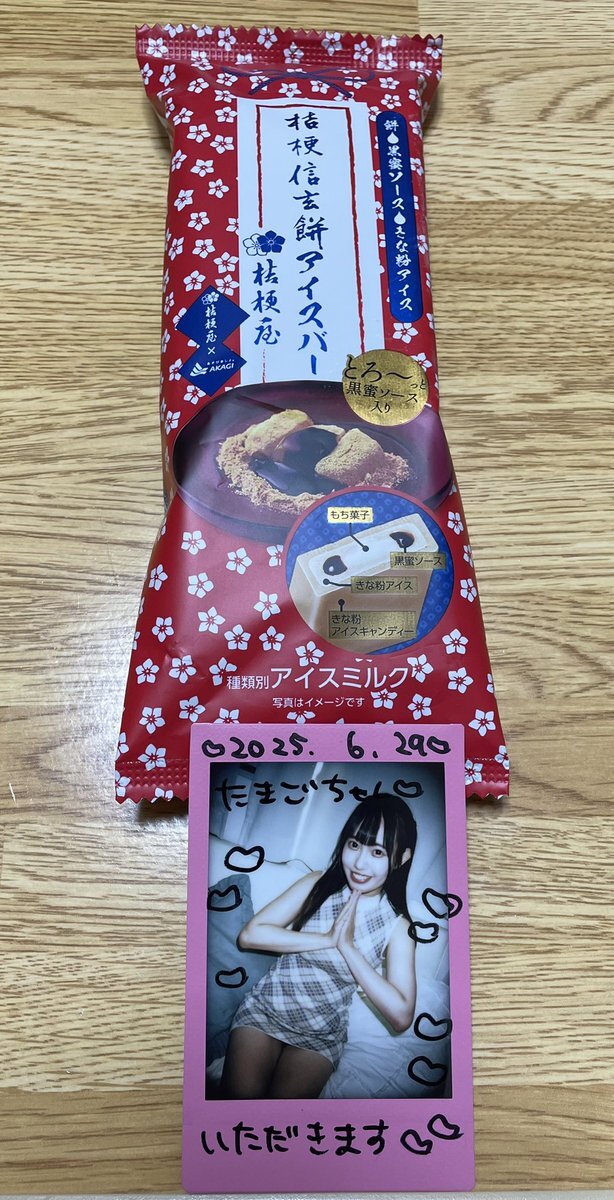 餅💧黒蜜ソース💧きな粉アイス
桔梗信玄餅アイスバー
桔梗屋
桔梗屋
×
AKAGI
とろ〜っと
黒蜜ソース
入り
もち菓子
黒蜜ソース
きな粉アイス
きな粉
アイスキャンディー
種類別アイスミルク
写真はイメージです
♡2025. 6.29♡
たまごちゃん♡
いただきます♡♡